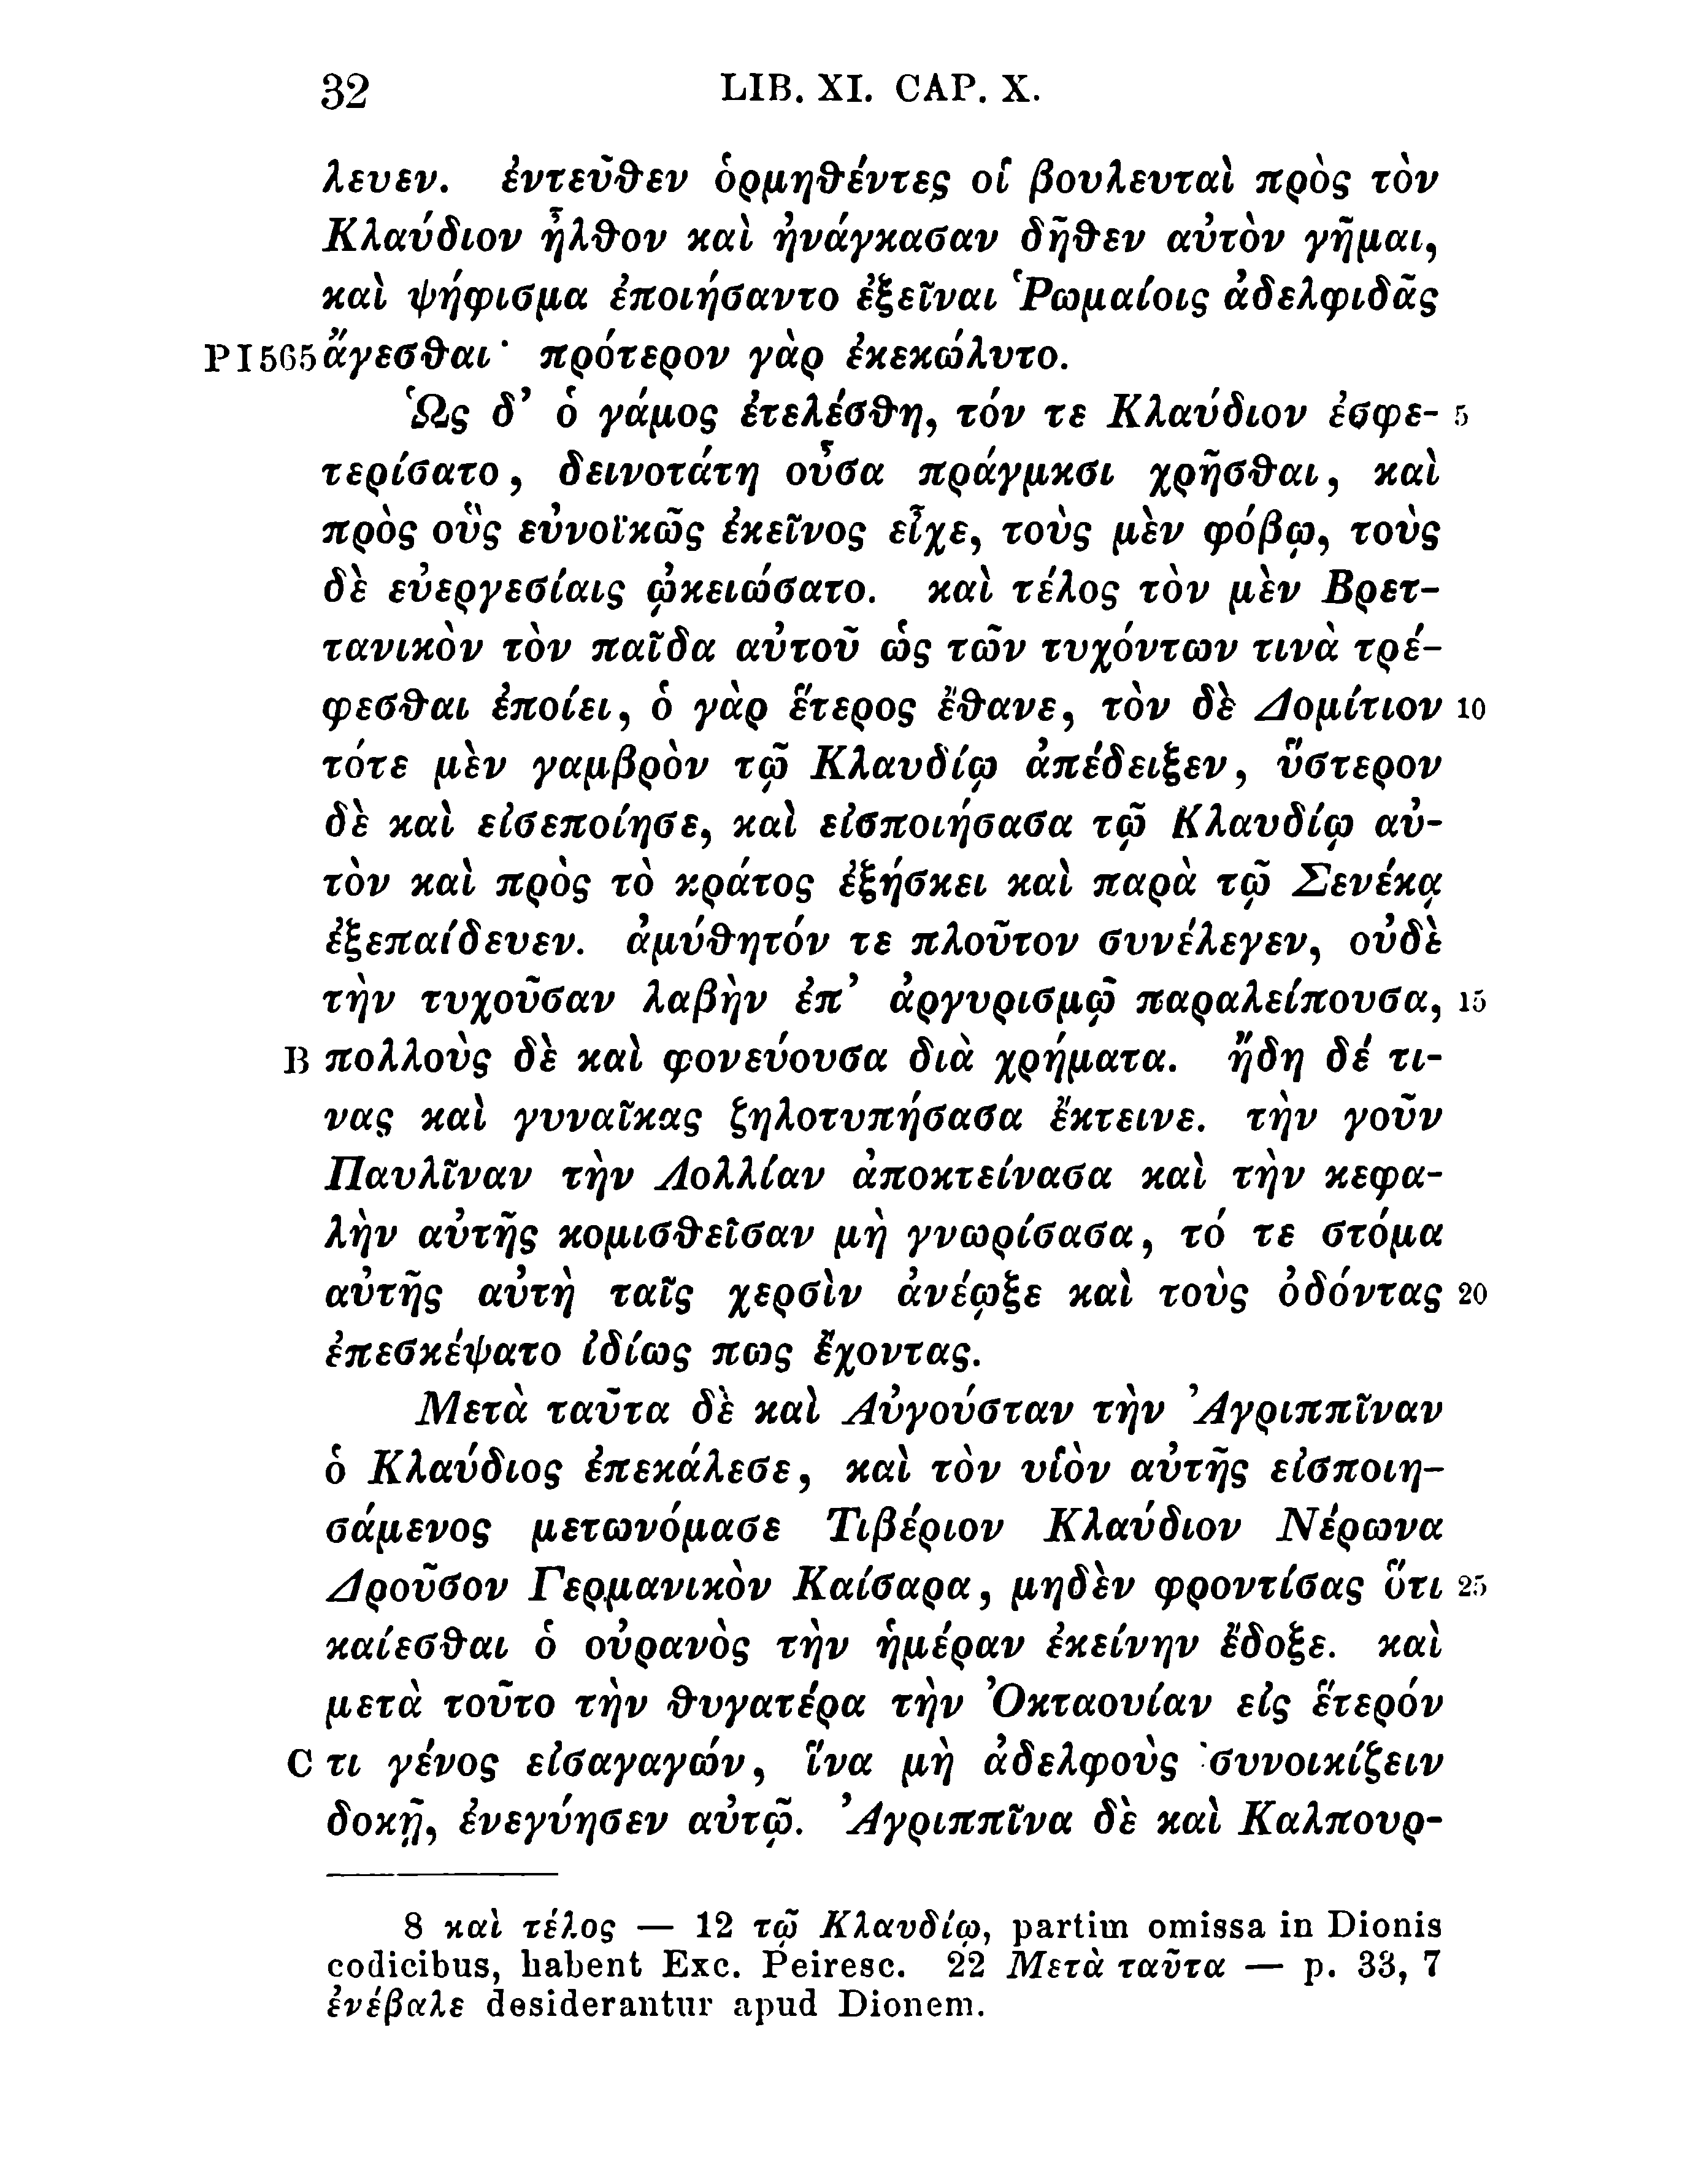 32 LIB. XI. CAP. X.
λευεν. ἐντεῦθεν ὁρμηθέντες οἱ βουλευταὶ πρὸς τὸν
Κλαύδιον ἦλθον καὶ ἠνάγκασαν δῆθεν αὐτὸν γῆμαι,
καὶ ψήφισμα ἐποιήσαντο ἐξεῖναι Ῥωμαίοις ἀδελφιδᾶς
P I 565 ἄγεσθαι· πρότερον γὰρ ἐκεκώλυτο.
Ὡς δ’ ὁ γάμος ἐτελέσθη, τόν τε Κλαύδιον ἐσφε- 5
τερίσατο, δεινοτάτη οὖσα πράγμκσι χρῆσθαι, καὶ
πρὸς οὓς εὐνοϊκῶς ἐκεῖνος εἶχε, τοὺς μὲν φόβῳ, τοὺς
δὲ εὐεργεσίαις ᾠκειώσατο. καὶ τέλος τὸν μὲν Βρετ-
τανικὸν τὸν παῖδα αὐτοῦ ὡς τῶν τυχόντων τινὰ τρέ-
φεσθαι ἐποίει, ὁ γὰρ ἕτερος ἔθανε, τὸν δὲ Δομίτιον 10
τότε μὲν γαμβρὸν τῷ Κλαυδίῳ ἀπέδειξεν, ὕστερον
δὲ καὶ εἰσεποίησε, καὶ εἰσποιήσασα τῷ Κλαυδίῳ αὐ-
τὸν καὶ πρὸς τὸ κράτος ἐξήσκει καὶ παρὰ τῷ Σενέκᾳ
ἐξεπαίδευεν. ἀμύθητόν τε πλοῦτον συνέλεγεν, οὐδὲ
τὴν τυχοῦσαν λαβὴν ἐπ’ ἀργυρισμῷ παραλείπουσα, 15
B πολλοὺς δὲ καὶ φονεύουσα διὰ χρήματα. ἤδη δέ τι-
νας καὶ γυναῖκας ζηλοτυπήσασα ἔκτεινε. τὴν γοῦν
Παυλῖναν τὴν Λολλίαν ἀποκτείνασα καὶ τὴν κεφα-
λὴν αὐτῆς κομισθεῖσαν μὴ γνωρίσασα, τό τε στόμα
αὐτῆς αὐτὴ ταῖς χερσὶν ἀνέῳξε καὶ τοὺς ὀδόντας 20
ἐπεσκέψατο ἰδίως πως ἔχοντας.
Μετὰ ταῦτα δὲ καὶ Αὐγούσταν τὴν Ἀγριππῖναν
ὁ Κλαύδιος ἐπεκάλεσε, καὶ τὸν υἱὸν αὐτῆς εἰσποιη-
σάμενος μετωνόμασε Τιβέριον Κλαύδιον Νέρωνα
Δροῦσον Γερμανικὸν Καίσαρα, μηδὲν φροντίσας ὅτι 25
καίεσθαι ὁ οὐρανὸς τὴν ἡμέραν ἐκείνην ἔδοξε. καὶ
μετὰ τοῦτο τὴν θυγατέρα τὴν Ὀκταουίαν εἰς ἕτερόν
C τι γένος εἰσαγαγών, ἵνα μὴ ἀδελφοὺς συνοικίζειν
δοκῇ, ἐνεγύησεν αὐτῷ. Ἀγριππῖνα δὲ καὶ Καλπουρ-
8 καὶ τέλος — 12 τῷ Κλαυδίῳ, partim omissa in Dionis
codicibus, habent Exc. Peiresc. 22 Μετὰ ταῦτα — p. 33, 7
ἐνέβαλε desiderantur apud Dionem.